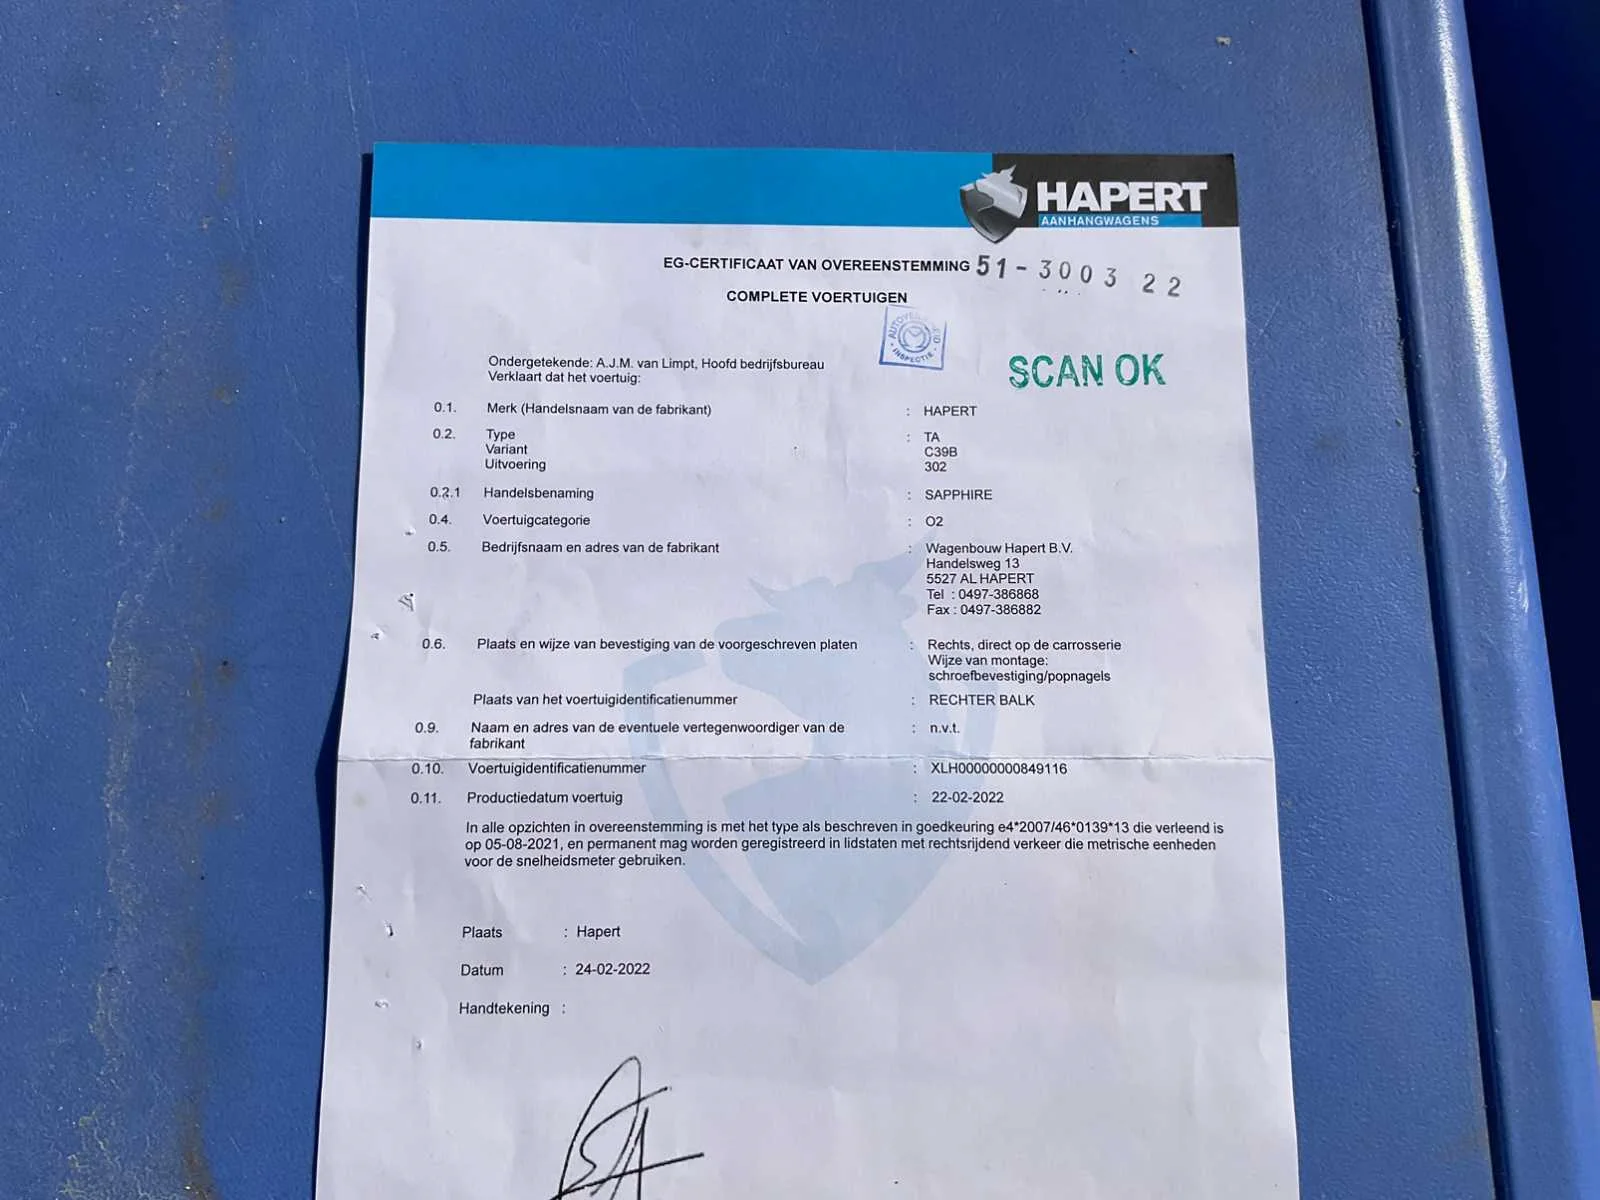 HAPERT
AANHANGWAGENS
EG-CERTIFICAAT VAN OVEREENSTEMMING 51-3003 22
COMPLETE VOERTUIGEN
INSPECTIE
SCAN OK
Ondergetekende: A.J.M. van Limpt, Hoofd bedrijfsbureau
Verklaart dat het voertuig:
0.1. Merk (Handelsnaam van de fabrikant) : HAPERT
0.2. Type : TA
Variant C39B
Uitvoering 302
0.2.1 Handelsbenaming : SAPPHIRE
0.4. Voertuigcategorie : O2
0.5. Bedrijfsnaam en adres van de fabrikant : Wagenbouw Hapert B.V.
Handelsweg 13
5527 AL HAPERT
Tel : 0497-386868
Fax : 0497-386882
0.6. Plaats en wijze van bevestiging van de voorgeschreven platen : Rechts, direct op de carrosserie
Wijze van montage:
schroefbevestiging/popnagels
Plaats van het voertuigidentificatienummer : RECHTER BALK
0.9. Naam en adres van de eventuele vertegenwoordiger van de : n.v.t.
fabrikant
0.10. Voertuigidentificatienummer : XLH00000000849116
0.11. Productiedatum voertuig : 22-02-2022
In alle opzichten in overeenstemming is met het type als beschreven in goedkeuring e4*2007/46*0139*13 die verleend is
op 05-08-2021, en permanent mag worden geregistreerd in lidstaten met rechtsrijdend verkeer die metrische eenheden
voor de snelheidsmeter gebruiken.
Plaats : Hapert
Datum : 24-02-2022
Handtekening :